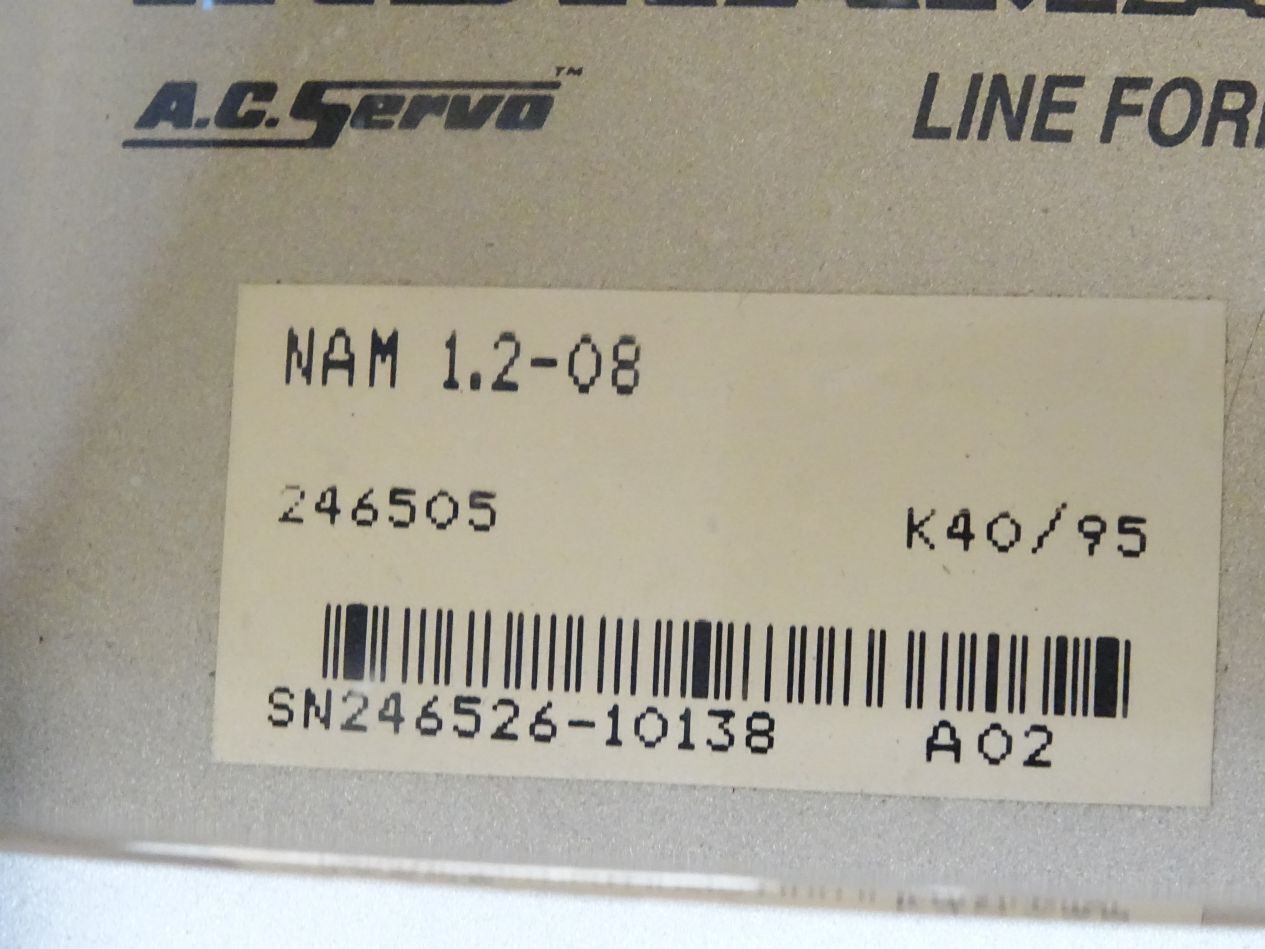 A.C. Servo™
LINE FOR
NAM 1.2-08
246505
K40/95
SN246526-10138 A02